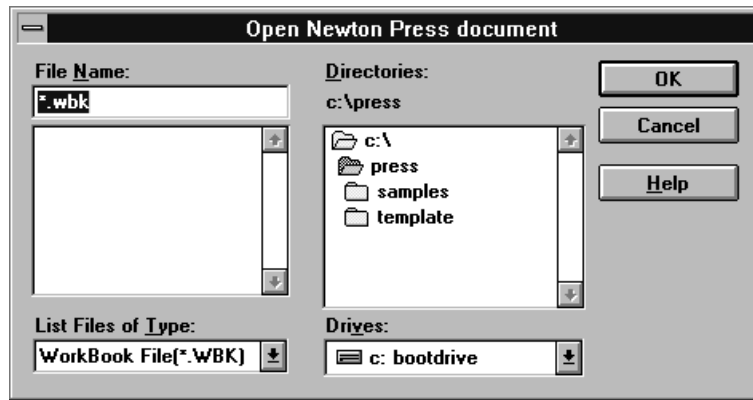 Open Newton Press document
File Name:
*.wbk
Directories:
c:\press
c:\
press
samples
template
OK
Cancel
Help
List Files of Type:
WorkBook File(*.WBK)
Drives:
c: bootdrive